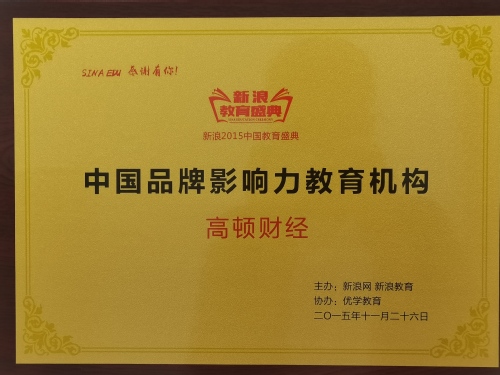 SINA EDU 感谢有你!
新浪
教育盛典
新浪2015中国教育盛典
中国品牌影响力教育机构
高顿财经
主办：新浪网 新浪教育
协办：优学教育
二〇一五年十一月二十六日